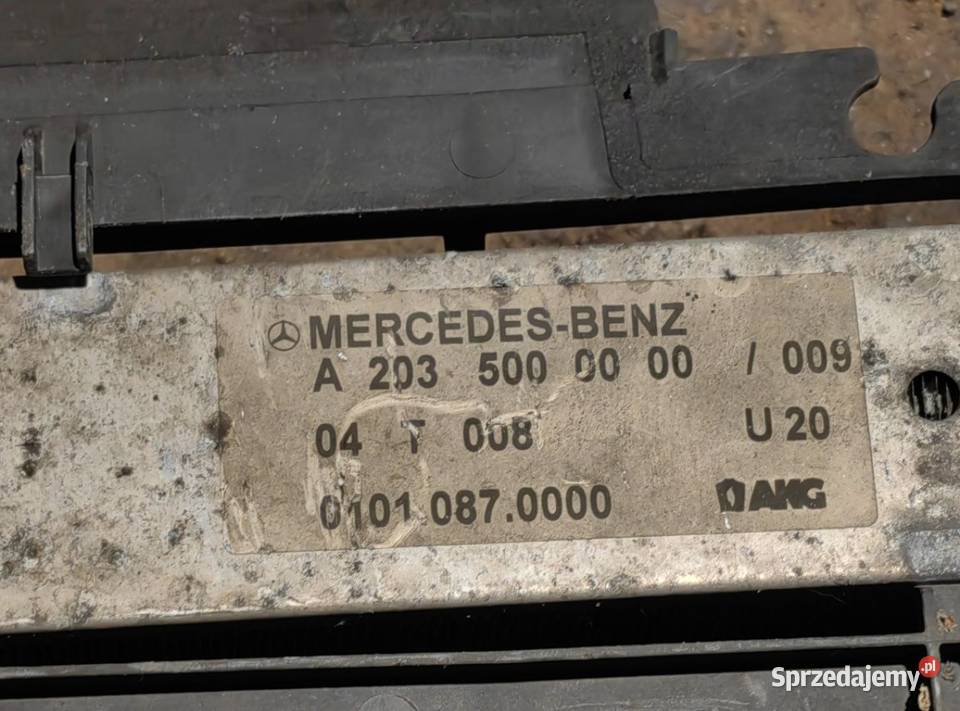 MERCEDES-BENZ
A 203 500 00 00 / 009
04 T 008 U 20
0101.087.0000 AKG
Sprzedajemy.pl